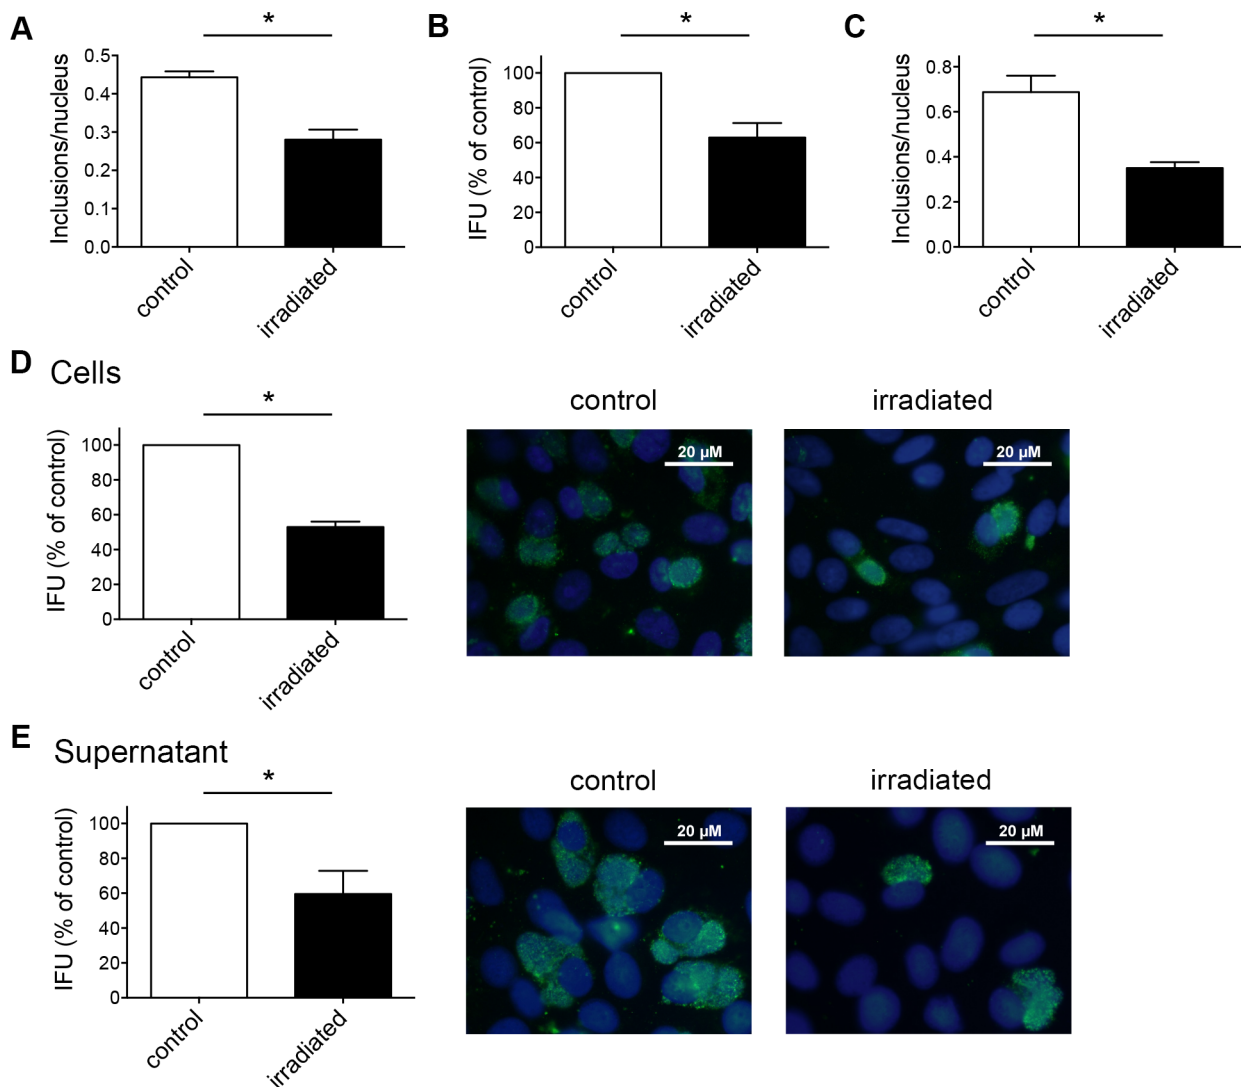 A
*
Inclusions/nucleus
0.5
0.4
0.3
0.2
0.1
0.0
control
irradiated
B
*
IFU (% of control)
100
80
60
40
20
0
control
irradiated
C
*
Inclusions/nucleus
0.8
0.6
0.4
0.2
0.0
control
irradiated
D Cells
*
IFU (% of control)
100
80
60
40
20
0
control
irradiated
control
20 µM
irradiated
20 µM
E Supernatant
*
IFU (% of control)
100
80
60
40
20
0
control
irradiated
control
20 µM
irradiated
20 µM